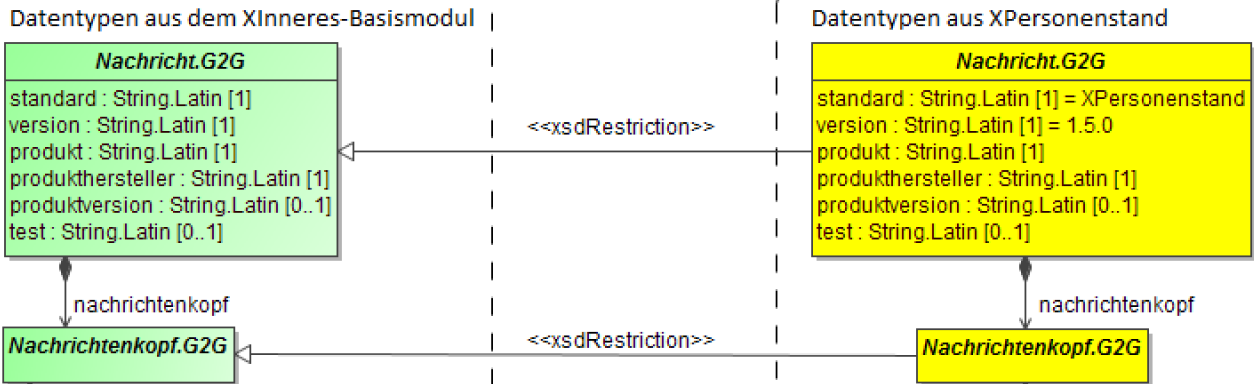 Datentypen aus dem XInneres-Basismodul
Nachricht.G2G
standard : String.Latin [1]
version : String.Latin [1]
produkt : String.Latin [1]
produkthersteller : String.Latin [1]
produktversion : String.Latin [0..1]
test : String.Latin [0..1]
nachrichtenkopf
Nachrichtenkopf.G2G
<<xsdRestriction>>
<<xsdRestriction>>
Datentypen aus XPersonenstand
Nachricht.G2G
standard : String.Latin [1] = XPersonenstand
version : String.Latin [1] = 1.5.0
produkt : String.Latin [1]
produkthersteller : String.Latin [1]
produktversion : String.Latin [0..1]
test : String.Latin [0..1]
nachrichtenkopf
Nachrichtenkopf.G2G